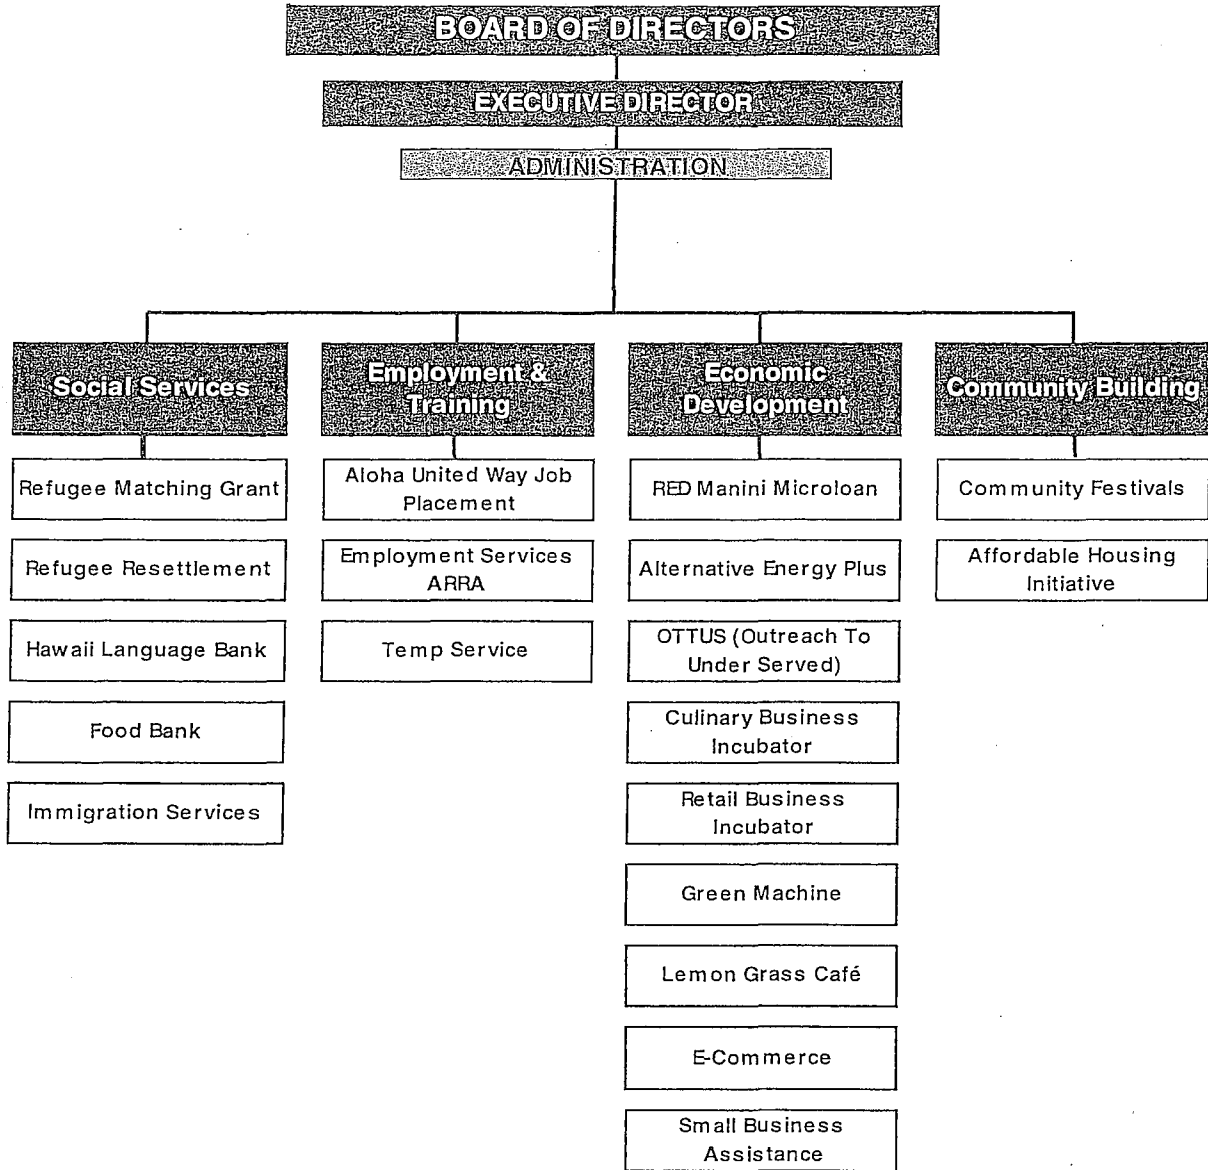 BOARD OF DIRECTORS
EXECUTIVE DIRECTOR
ADMINISTRATION
Social Services
Refugee Matching Grant
Refugee Resettlement
Hawaii Language Bank
Food Bank
Immigration Services
Employment &
Training
Aloha United Way Job
Placement
Employment Services
ARRA
Temp Service
Economic
Development
RED Manini Microloan
Alternative Energy Plus
OTTUS (Outreach To
Under Served)
Culinary Business
Incubator
Retail Business
Incubator
Green Machine
Lemon Grass Café
E-Commerce
Small Business
Assistance
Community Building
Community Festivals
Affordable Housing
Initiative